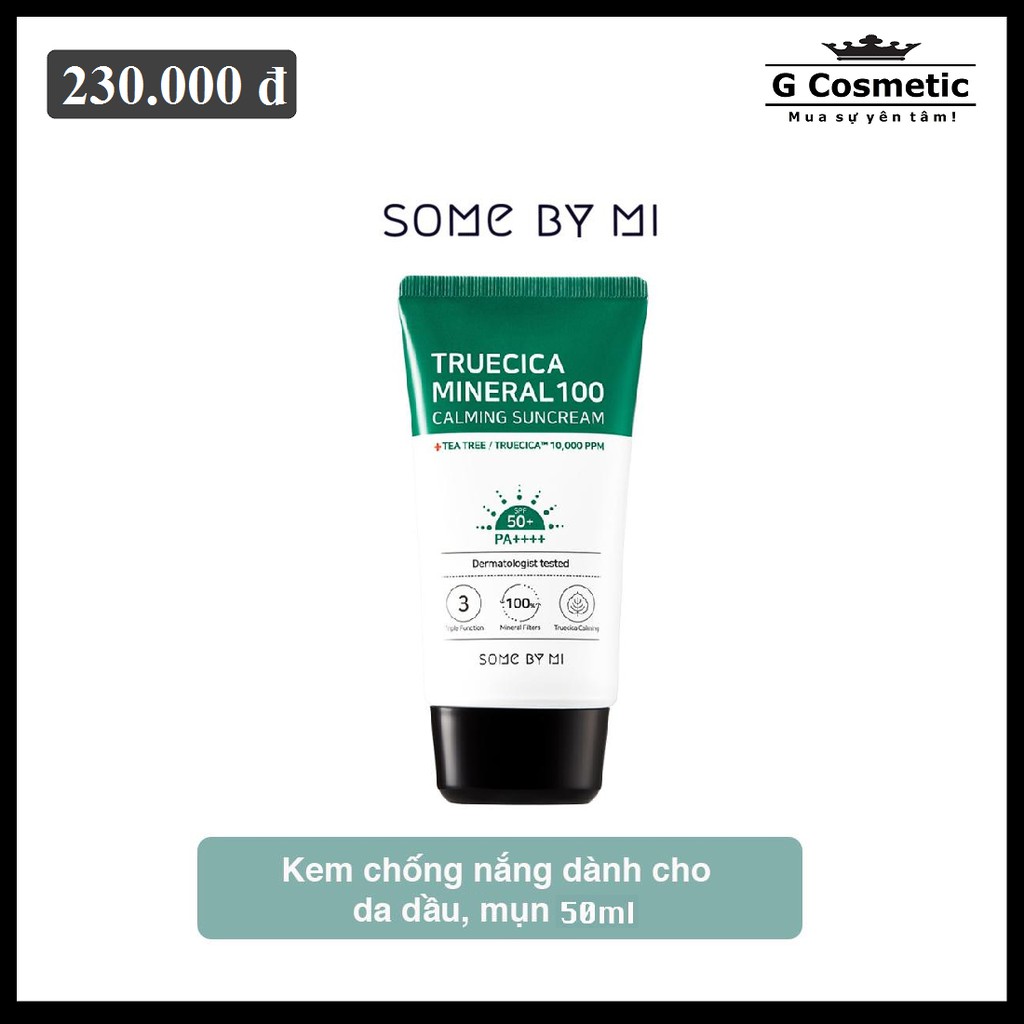 230.000 đ
G Cosmetic
Mua sự yên tâm!
SOME BY MI
TRUECICA
MINERAL 100
CALMING SUNCREAM
+TEA TREE / TRUECICA™ 10,000 PPM
SPF
50+
PA++++
Dermatologist tested
3
100%
Triple Function
Mineral Filters
Truecica Calming
SOME BY MI
Kem chống nắng dành cho
da dầu, mụn 50ml